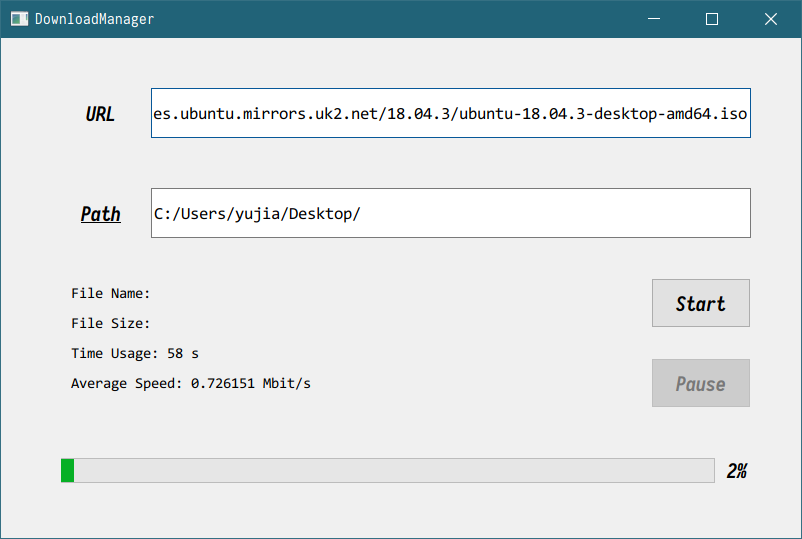 DownloadManager
URL es.ubuntu.mirrors.uk2.net/18.04.3/ubuntu-18.04.3-desktop-amd64.iso
Path C:/Users/yujia/Desktop/
File Name:
File Size:
Time Usage: 58 s
Average Speed: 0.726151 Mbit/s
Start
Pause
2%